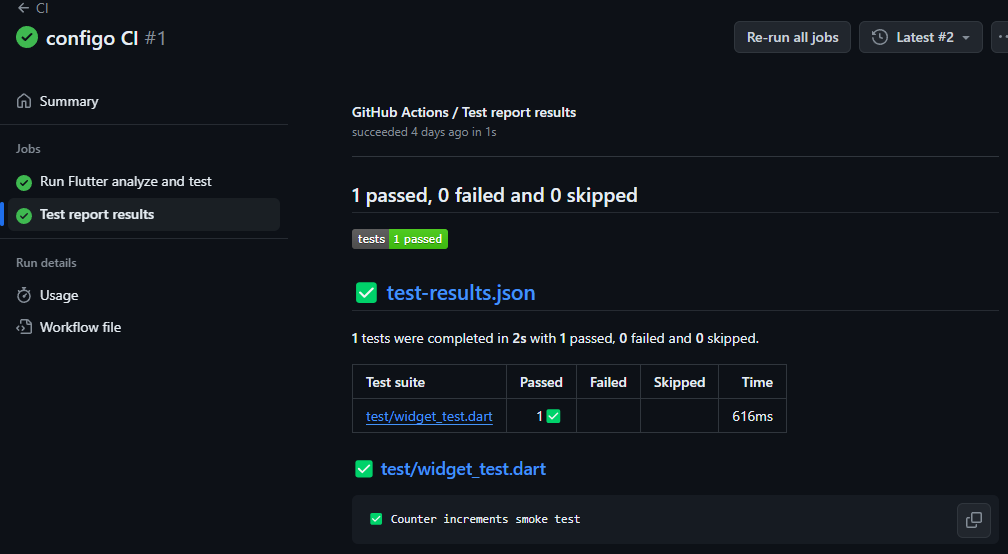 CI
configo CI #1
Re-run all jobs
Latest #2
Summary
Jobs
Run Flutter analyze and test
Test report results
Run details
Usage
Workflow file
GitHub Actions / Test report results
succeeded 4 days ago in 1s
1 passed, 0 failed and 0 skipped
tests 1 passed
test-results.json
1 tests were completed in 2s with 1 passed, 0 failed and 0 skipped.
Test suite Passed Failed Skipped Time
test/widget_test.dart 1 ✅ 616ms
test/widget_test.dart
Counter increments smoke test